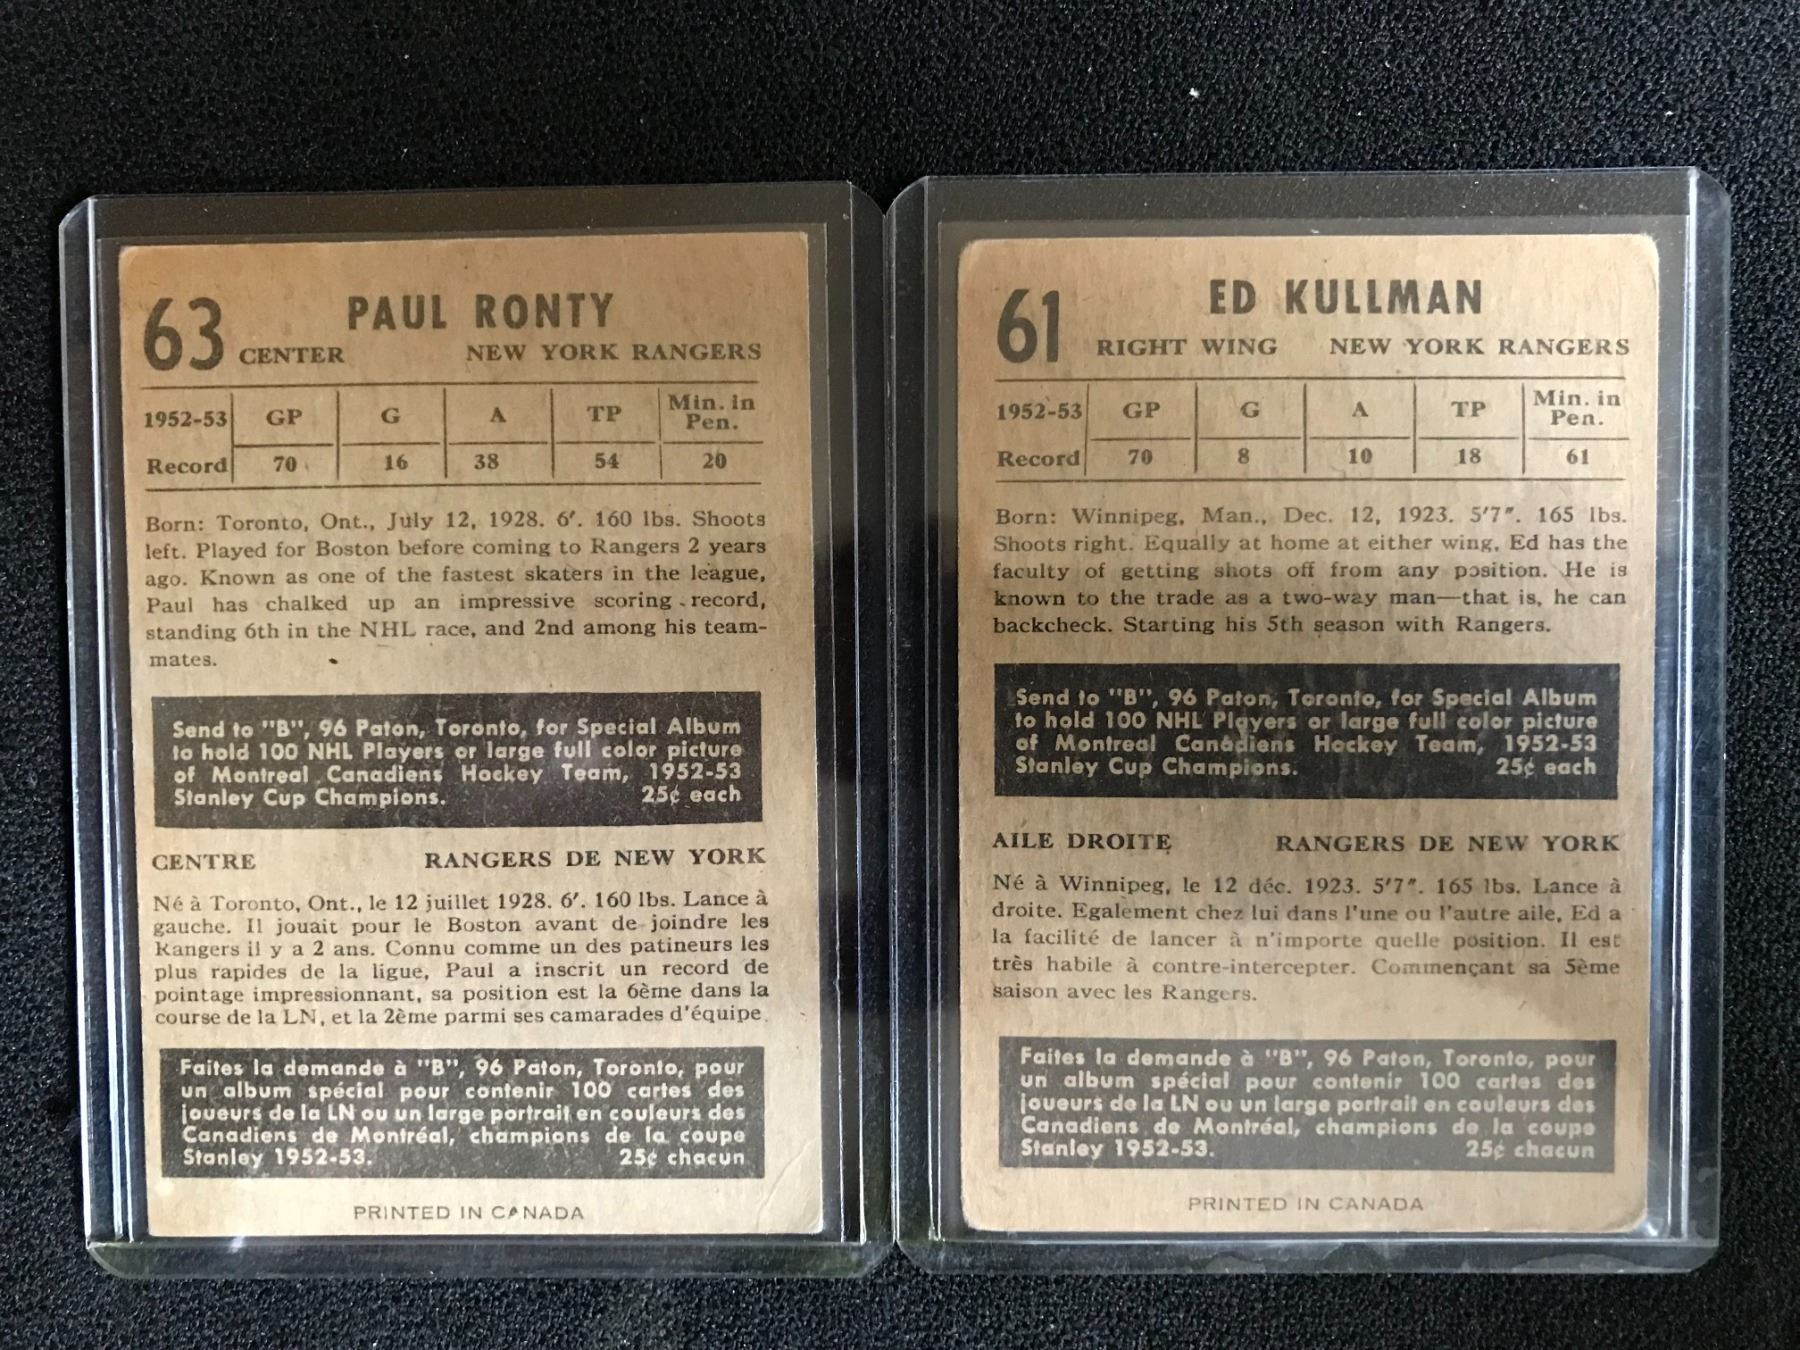 63 PAUL RONTY
CENTER NEW YORK RANGERS
1952-53 GP G A TP Min. in Pen.
Record 70 16 38 54 20
Born: Toronto, Ont., July 12, 1928. 6'. 160 lbs. Shoots
left. Played for Boston before coming to Rangers 2 years
ago. Known as one of the fastest skaters in the league,
Paul has chalked up an impressive scoring record,
standing 6th in the NHL race, and 2nd among his team-
mates.
Send to "B", 96 Paton, Toronto, for Special Album
to hold 100 NHL Players or large full color picture
of Montreal Canadiens Hockey Team, 1952-53
Stanley Cup Champions. 25¢ each
CENTRE RANGERS DE NEW YORK
Né à Toronto, Ont., le 12 juillet 1928. 6'. 160 lbs. Lance à
gauche. Il jouait pour le Boston avant de joindre les
Rangers il y a 2 ans. Connu comme un des patineurs les
plus rapides de la ligue, Paul a inscrit un record de
pointage impressionnant, sa position est la 6ème dans la
course de la LN, et la 2ème parmi ses camarades d'équipe.
Faites la demande à "B", 96 Paton, Toronto, pour
un album spécial pour contenir 100 cartes des
joueurs de la LN ou un large portrait en couleurs des
Canadiens de Montréal, champions de la coupe
Stanley 1952-53. 25¢ chacun
PRINTED IN CANADA
61 ED KULLMAN
RIGHT WING NEW YORK RANGERS
1952-53 GP G A TP Min. in Pen.
Record 70 8 10 18 61
Born: Winnipeg, Man., Dec. 12, 1923. 5'7". 165 lbs.
Shoots right. Equally at home at either wing, Ed has the
faculty of getting shots off from any position. He is
known to the trade as a two-way man—that is, he can
backcheck. Starting his 5th season with Rangers.
Send to "B", 96 Paton, Toronto, for Special Album
to hold 100 NHL Players or large full color picture
of Montreal Canadiens Hockey Team, 1952-53
Stanley Cup Champions. 25¢ each
AILE DROITE RANGERS DE NEW YORK
Né à Winnipeg, le 12 déc. 1923. 5'7". 165 lbs. Lance à
droite. Egalement chez lui dans l'une ou l'autre aile, Ed a
la facilité de lancer à n'importe quelle position. Il est
très habile à contre-intercepter. Commençant sa 5ème
saison avec les Rangers.
Faites la demande à "B", 96 Paton, Toronto, pour
un album spécial pour contenir 100 cartes des
joueurs de la LN ou un large portrait en couleurs des
Canadiens de Montréal, champions de la coupe
Stanley 1952-53. 25¢ chacun
PRINTED IN CANADA